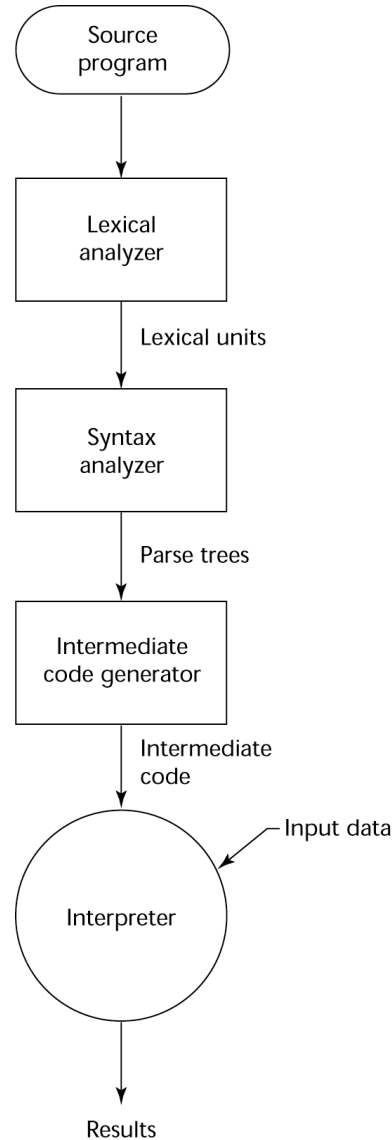 Source
program
Lexical
analyzer
Lexical units
Syntax
analyzer
Parse trees
Intermediate
code generator
Intermediate
code
Input data
Interpreter
Results